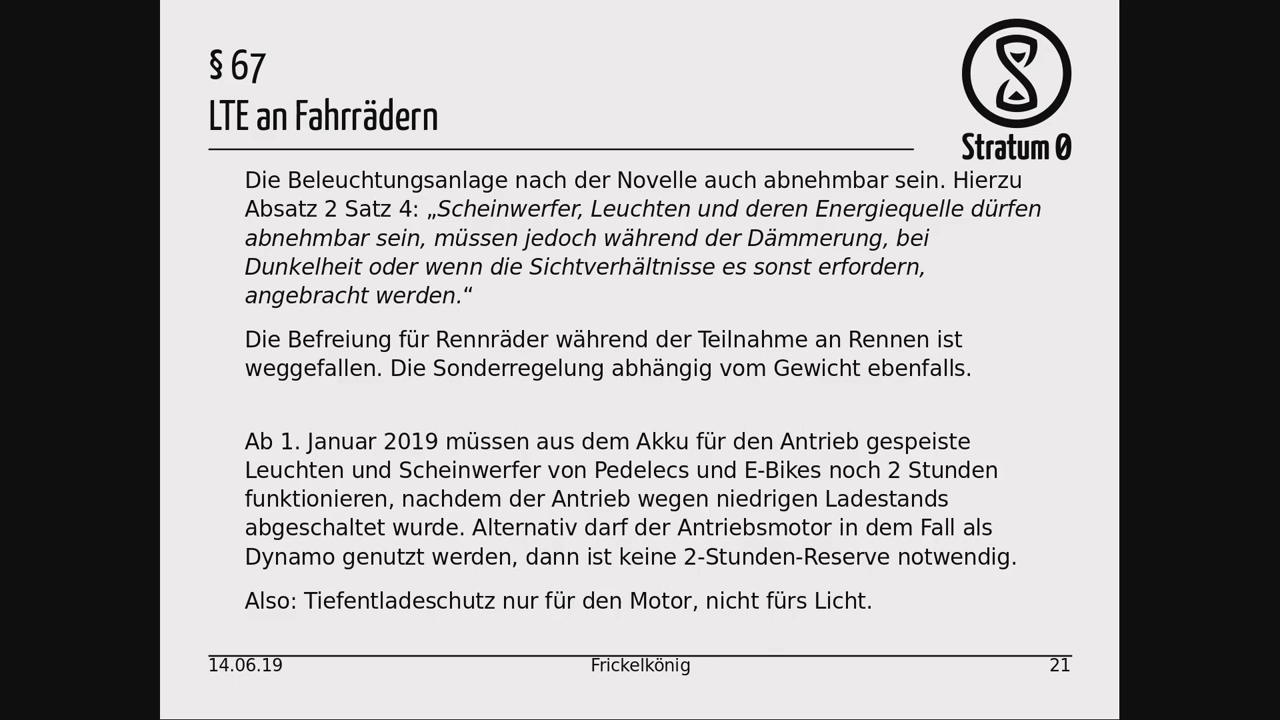 § 67
LTE an Fahrrädern
Stratum 0
Die Beleuchtungsanlage nach der Novelle auch abnehmbar sein. Hierzu
Absatz 2 Satz 4: „Scheinwerfer, Leuchten und deren Energiequelle dürfen
abnehmbar sein, müssen jedoch während der Dämmerung, bei
Dunkelheit oder wenn die Sichtverhältnisse es sonst erfordern,
angebracht werden.“
Die Befreiung für Rennräder während der Teilnahme an Rennen ist
weggefallen. Die Sonderregelung abhängig vom Gewicht ebenfalls.
Ab 1. Januar 2019 müssen aus dem Akku für den Antrieb gespeiste
Leuchten und Scheinwerfer von Pedelecs und E-Bikes noch 2 Stunden
funktionieren, nachdem der Antrieb wegen niedrigen Ladestands
abgeschaltet wurde. Alternativ darf der Antriebsmotor in dem Fall als
Dynamo genutzt werden, dann ist keine 2-Stunden-Reserve notwendig.
Also: Tiefentladeschutz nur für den Motor, nicht fürs Licht.
14.06.19 Frickelkönig 21